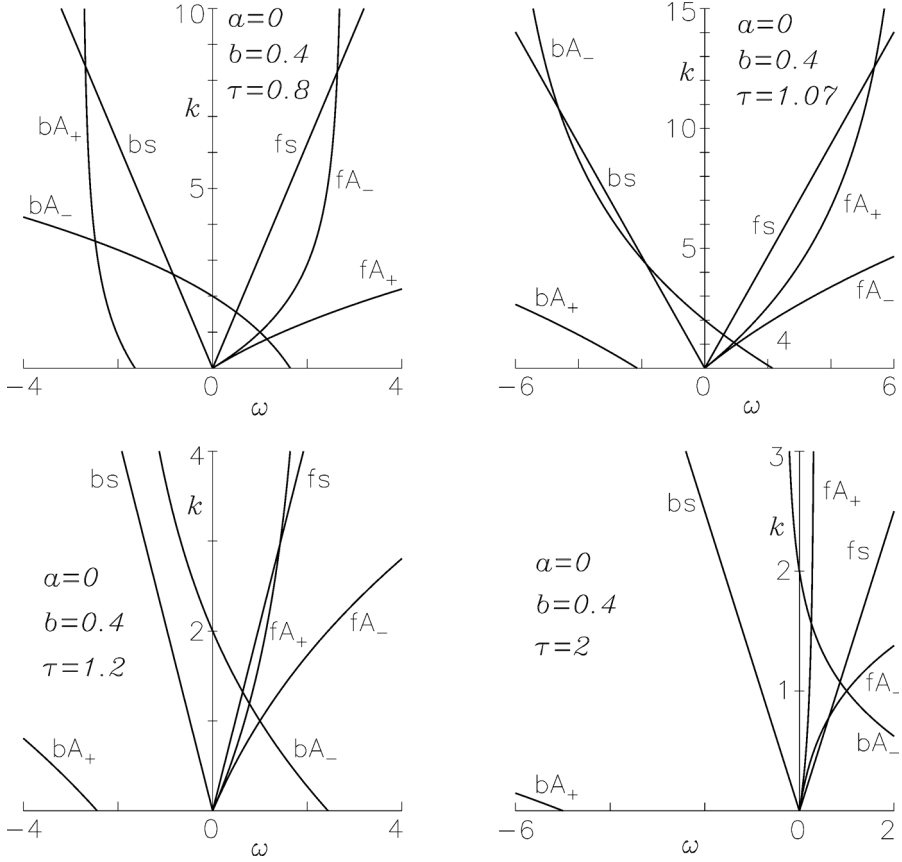 10
a=0
b=0.4
τ=0.8
k
bA₊
bs
fs
5
fA₋
bA₋
fA₊
−4
0
4
ω
15
a=0
b=0.4
τ=1.07
bA₋
k
10
bs
fA₊
fs
5
fA₋
bA₊
4
−6
0
6
ω
4
bs
fs
k
a=0
b=0.4
τ=1.2
2
fA₊
fA₋
bA₊
bA₋
−4
0
4
ω
3
bs
fA₊
k
fs
a=0
b=0.4
τ=2
2
1
fA₋
bA₋
bA₊
−6
0
2
ω